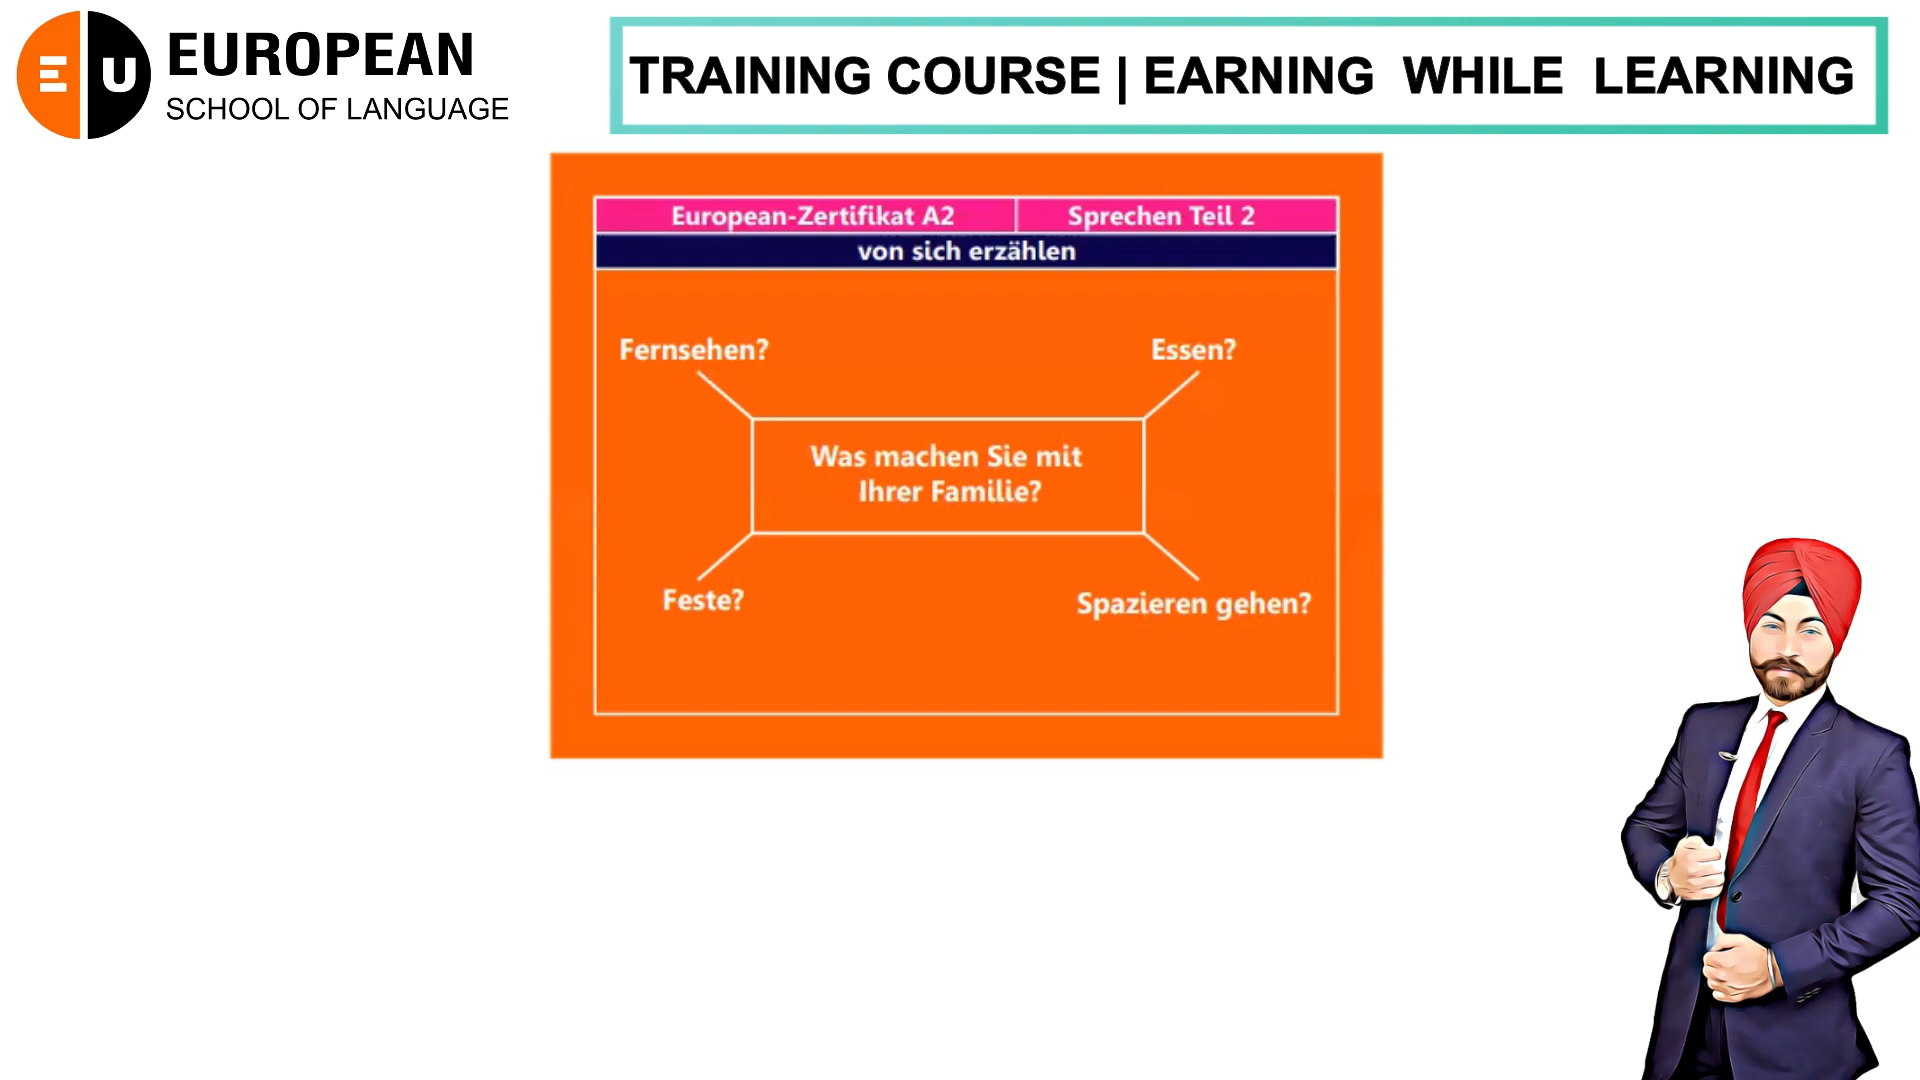 EU
EUROPEAN
SCHOOL OF LANGUAGE
TRAINING COURSE | EARNING WHILE LEARNING
European-Zertifikat A2
Sprechen Teil 2
von sich erzählen
Fernsehen?
Essen?
Was machen Sie mit
Ihrer Familie?
Feste?
Spazieren gehen?